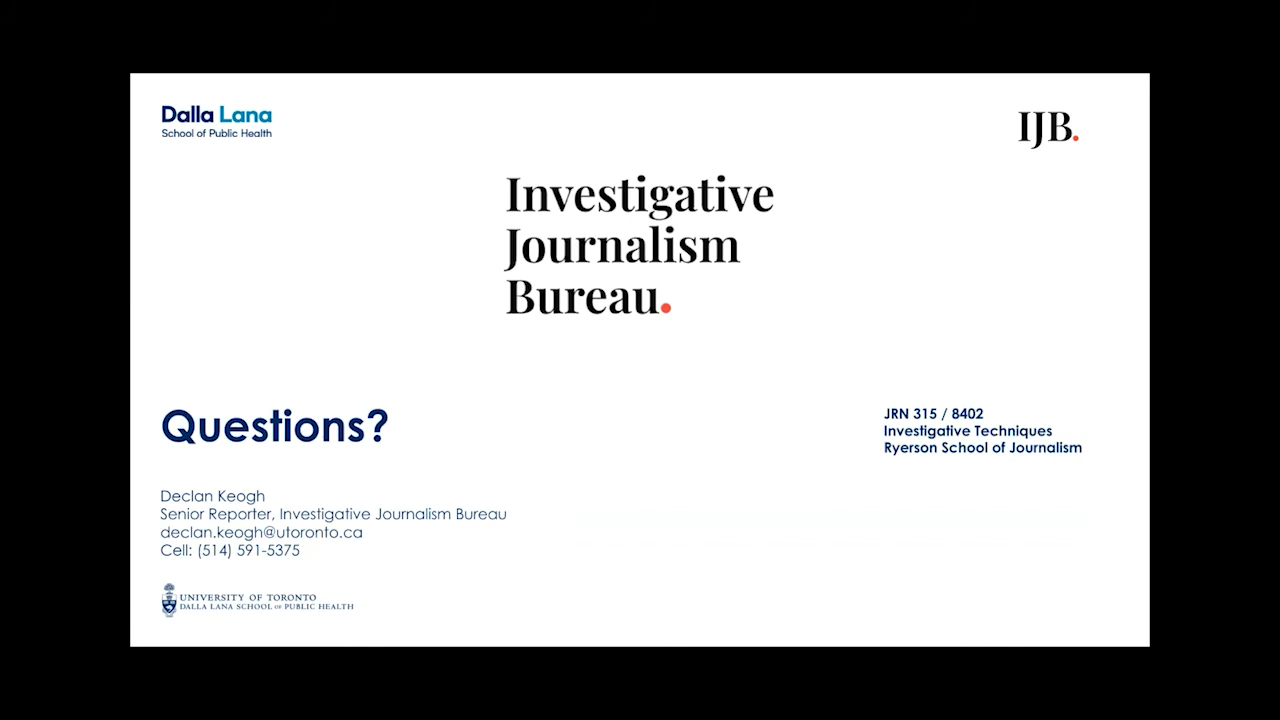 Dalla Lana
School of Public Health
IJB.
Investigative
Journalism
Bureau.
Questions?
JRN 315 / 8402
Investigative Techniques
Ryerson School of Journalism
Declan Keogh
Senior Reporter, Investigative Journalism Bureau
declan.keogh@utoronto.ca
Cell: (514) 591-5375
UNIVERSITY OF TORONTO
DALLA LANA SCHOOL OF PUBLIC HEALTH